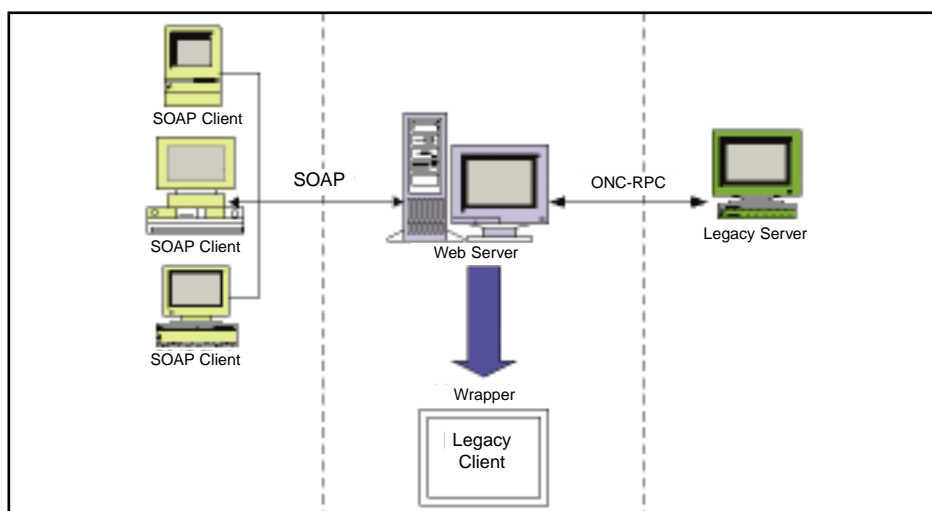 SOAP Client
SOAP Client
SOAP Client
SOAP
Web Server
ONC-RPC
Legacy Server
Wrapper
Legacy
Client